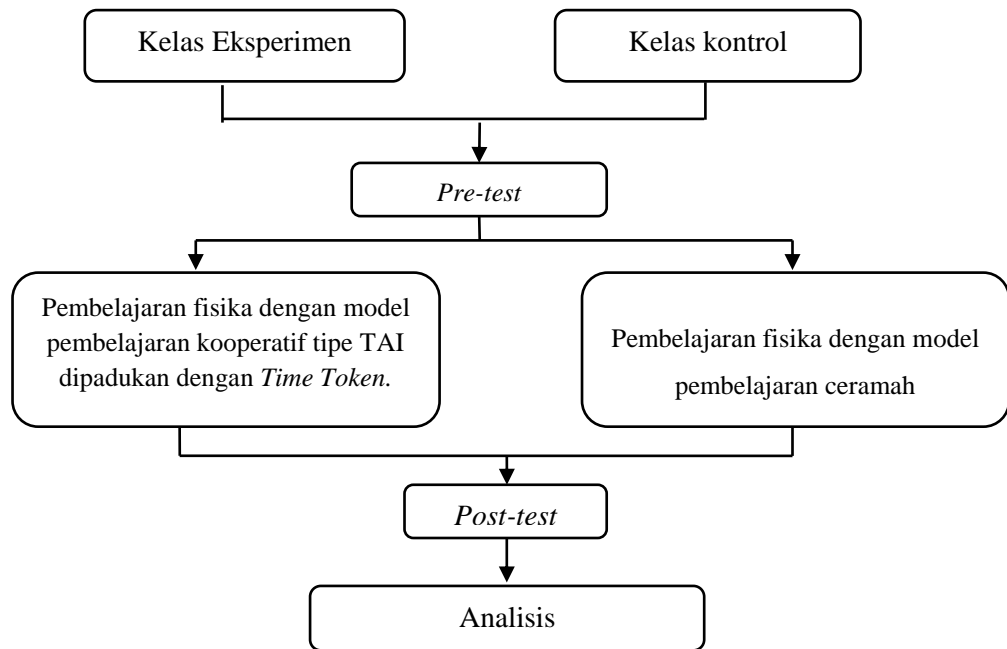 Kelas Eksperimen
Kelas kontrol
Pre-test
Pembelajaran fisika dengan model
pembelajaran kooperatif tipe TAI
dipadukan dengan Time Token.
Pembelajaran fisika dengan model
pembelajaran ceramah
Post-test
Analisis